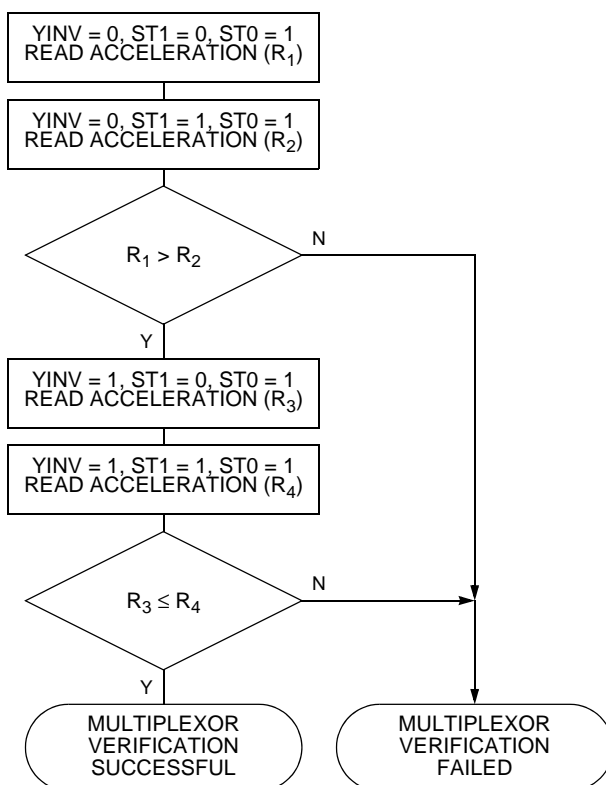 YINV = 0, ST1 = 0, ST0 = 1
READ ACCELERATION (R₁)
YINV = 0, ST1 = 1, ST0 = 1
READ ACCELERATION (R₂)
R₁ > R₂
N
Y
YINV = 1, ST1 = 0, ST0 = 1
READ ACCELERATION (R₃)
YINV = 1, ST1 = 1, ST0 = 1
READ ACCELERATION (R₄)
R₃ ≤ R₄
N
Y
MULTIPLEXOR
VERIFICATION
SUCCESSFUL
MULTIPLEXOR
VERIFICATION
FAILED